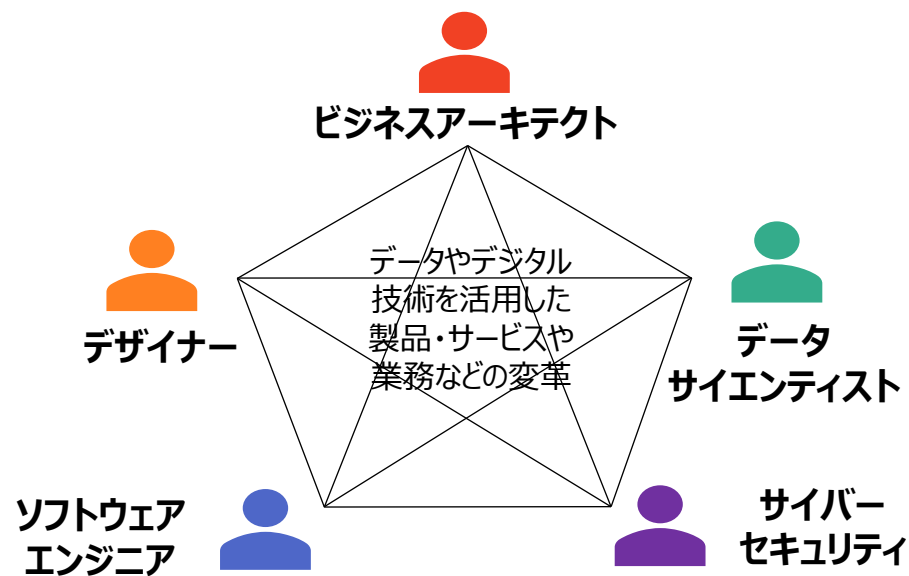 ビジネスアーキテクト
データやデジタル
技術を活用した
製品・サービスや
業務などの変革
デザイナー
データ
サイエンティスト
ソフトウェア
エンジニア
サイバー
セキュリティ